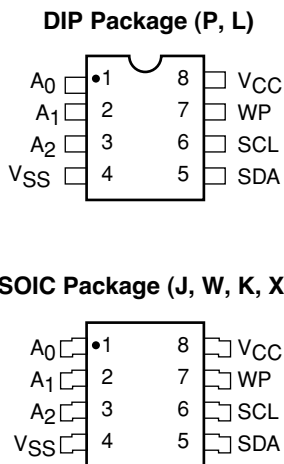 DIP Package (P, L)
A0 •1 8 VCC
A1 2 7 WP
A2 3 6 SCL
VSS 4 5 SDA
SOIC Package (J, W, K, X
A0 •1 8 VCC
A1 2 7 WP
A2 3 6 SCL
VSS 4 5 SDA